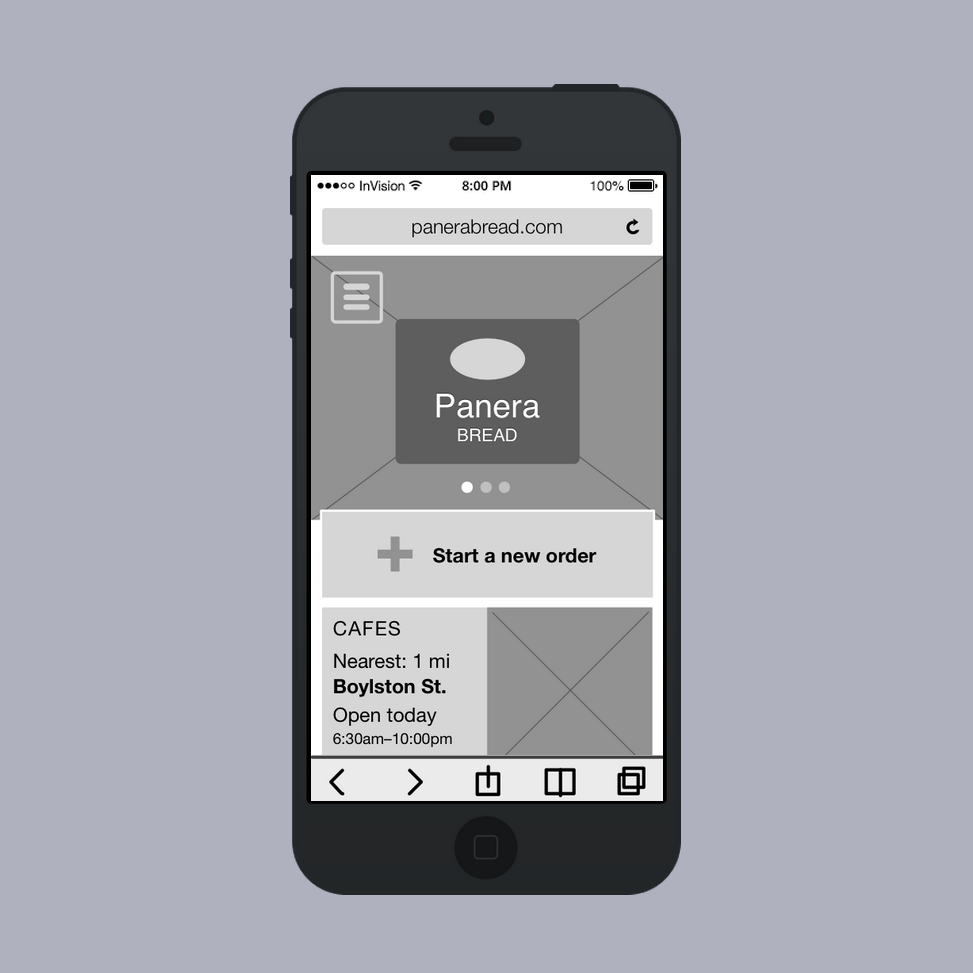 InVision 8:00 PM 100%
panerabread.com
Panera
BREAD
Start a new order
CAFES
Nearest: 1 mi
Boylston St.
Open today
6:30am–10:00pm